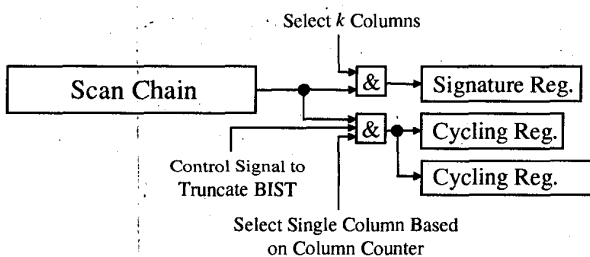 Select k Columns
&
Scan Chain
Signature Reg.
&
Cycling Reg.
Control Signal to
Truncate BIST
Cycling Reg.
Select Single Column Based
on Column Counter